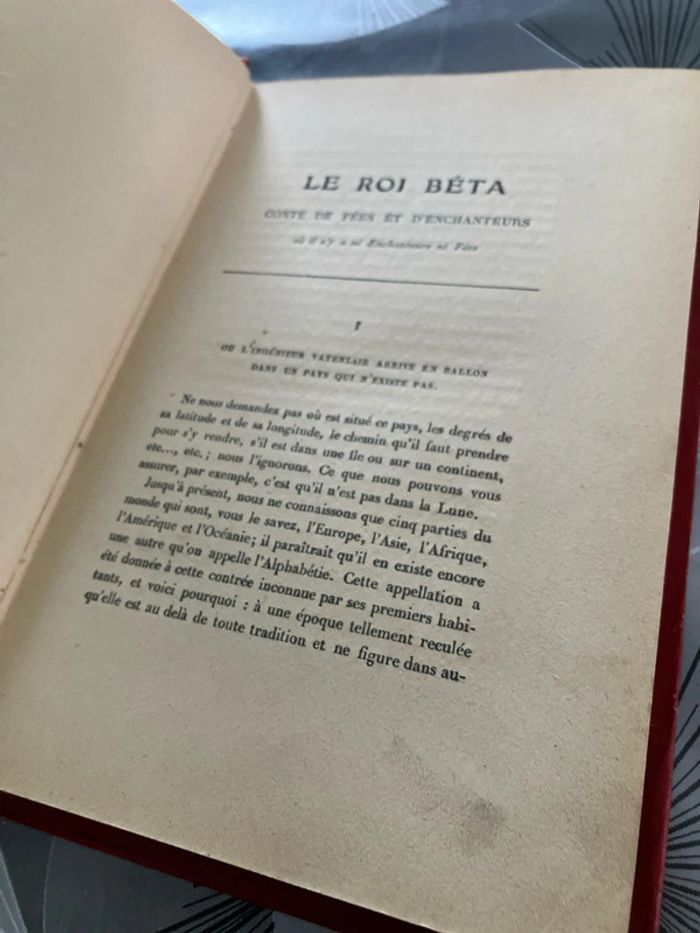 LE ROI BÉTA
CONTE DE FÉES ET D'ENCHANTEURS
où il n'y a ni Enchanteurs ni Fées
I
OU L'INGÉNIEUR VATENLAIR ARRIVE EN BALLON
DANS UN PAYS QUI N'EXISTE PAS.
Ne nous demandez pas où est situé ce pays, les degrés de
sa latitude et de sa longitude, le chemin qu'il faut prendre
pour s'y rendre, s'il est dans une île ou sur un continent,
etc..., etc.; nous l'ignorons. Ce que nous pouvons vous
assurer, par exemple, c'est qu'il n'est pas dans la Lune.
Jusqu'à présent, nous ne connaissons que cinq parties du
monde qui sont, vous le savez, l'Europe, l'Asie, l'Afrique,
l'Amérique et l'Océanie; il paraîtrait qu'il en existe encore
une autre qu'on appelle l'Alphabétie. Cette appellation a
été donnée à cette contrée inconnue par ses premiers habi-
tants, et voici pourquoi : à une époque tellement reculée
qu'elle est au delà de toute tradition et ne figure dans au-